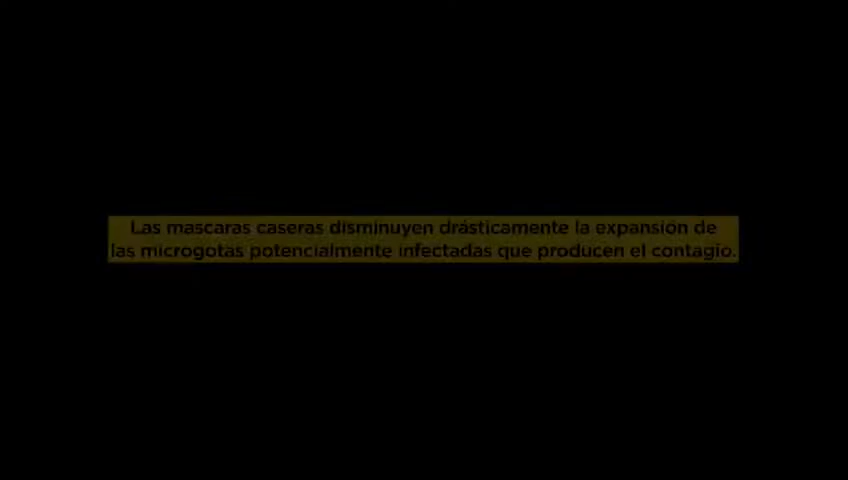 Las mascaras caseras disminuyen drásticamente la expansión de
las microgotas potencialmente infectadas que producen el contagio.